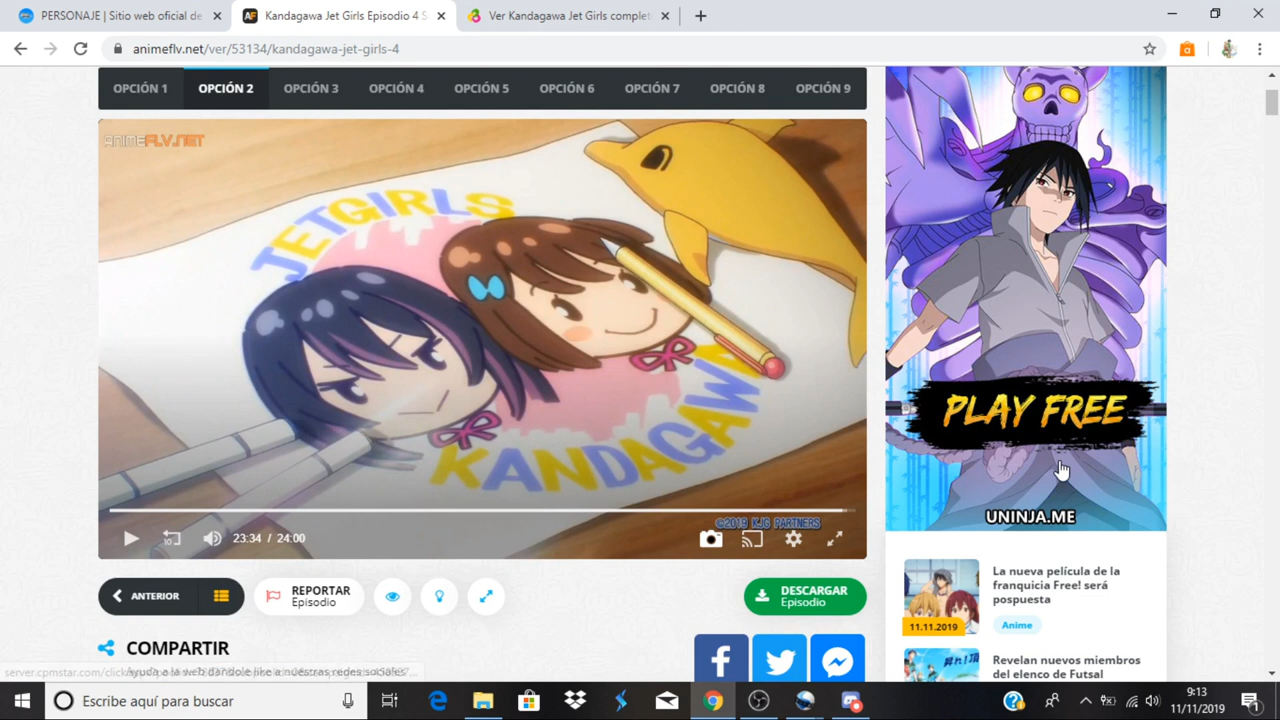 PERSONAJE | Sitio web oficial de
Kandagawa Jet Girls Episodio 4 S
Ver Kandagawa Jet Girls complet
animeflv.net/ver/53134/kandagawa-jet-girls-4
OPCIÓN 1 OPCIÓN 2 OPCIÓN 3 OPCIÓN 4 OPCIÓN 5 OPCIÓN 6 OPCIÓN 7 OPCIÓN 8 OPCIÓN 9
ANIMEFLV.NET
JETGIRLS
KANDAGAWA
©2019 KJG PARTNERS
10
23:34 / 24:00
PLAY FREE
UNINJA.ME
ANTERIOR
REPORTAR
Episodio
DESCARGAR
Episodio
COMPARTIR
Ayuda a la web dandole like a nuestras redes sociales
La nueva película de la
franquicia Free! será
pospuesta
11.11.2019
Anime
Revelan nuevos miembros
del elenco de Futsal
Escribe aquí para buscar
9:13
11/11/2019
1